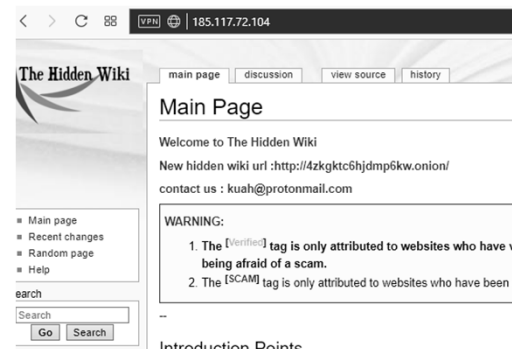 VPN 185.117.72.104
The Hidden Wiki
main page discussion view source history
Main Page
Welcome to The Hidden Wiki
New hidden wiki url :http://4zkgktc6hjdmp6kw.onion/
contact us : kuah@protonmail.com
WARNING:
1. The [Verified] tag is only attributed to websites who have
being afraid of a scam.
2. The [SCAM] tag is only attributed to websites who have been
--
Introduction Points
Main page
Recent changes
Random page
Help
earch
Search
Go Search